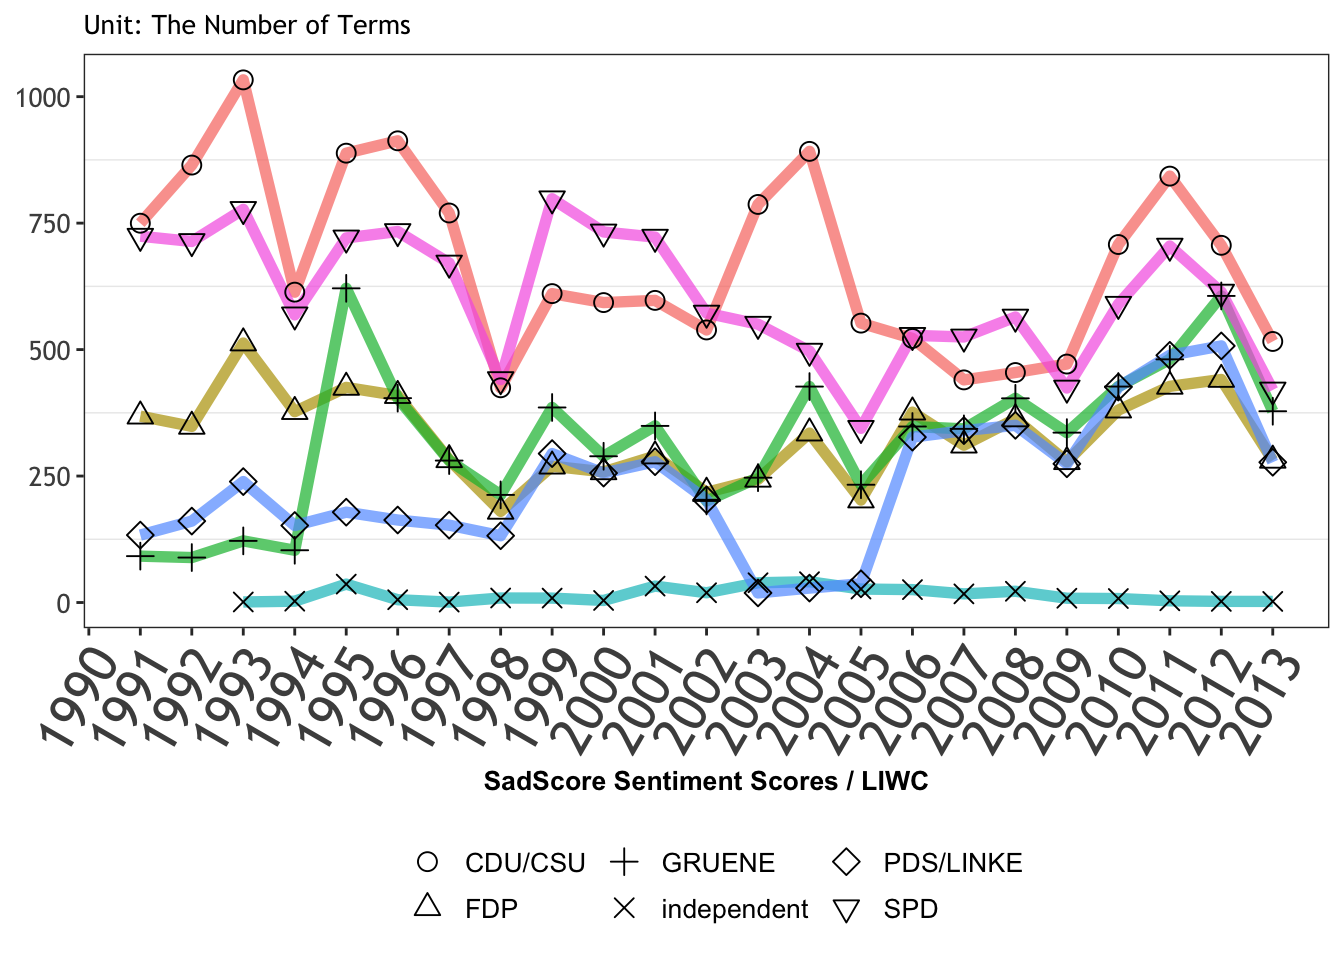 Unit: The Number of Terms
1000
750
500
250
0
1990 1991 1992 1993 1994 1995 1996 1997 1998 1999 2000 2001 2002 2003 2004 2005 2006 2007 2008 2009 2010 2011 2012 2013
SadScore Sentiment Scores / LIWC
CDU/CSU GRUENE PDS/LINKE
FDP independent SPD